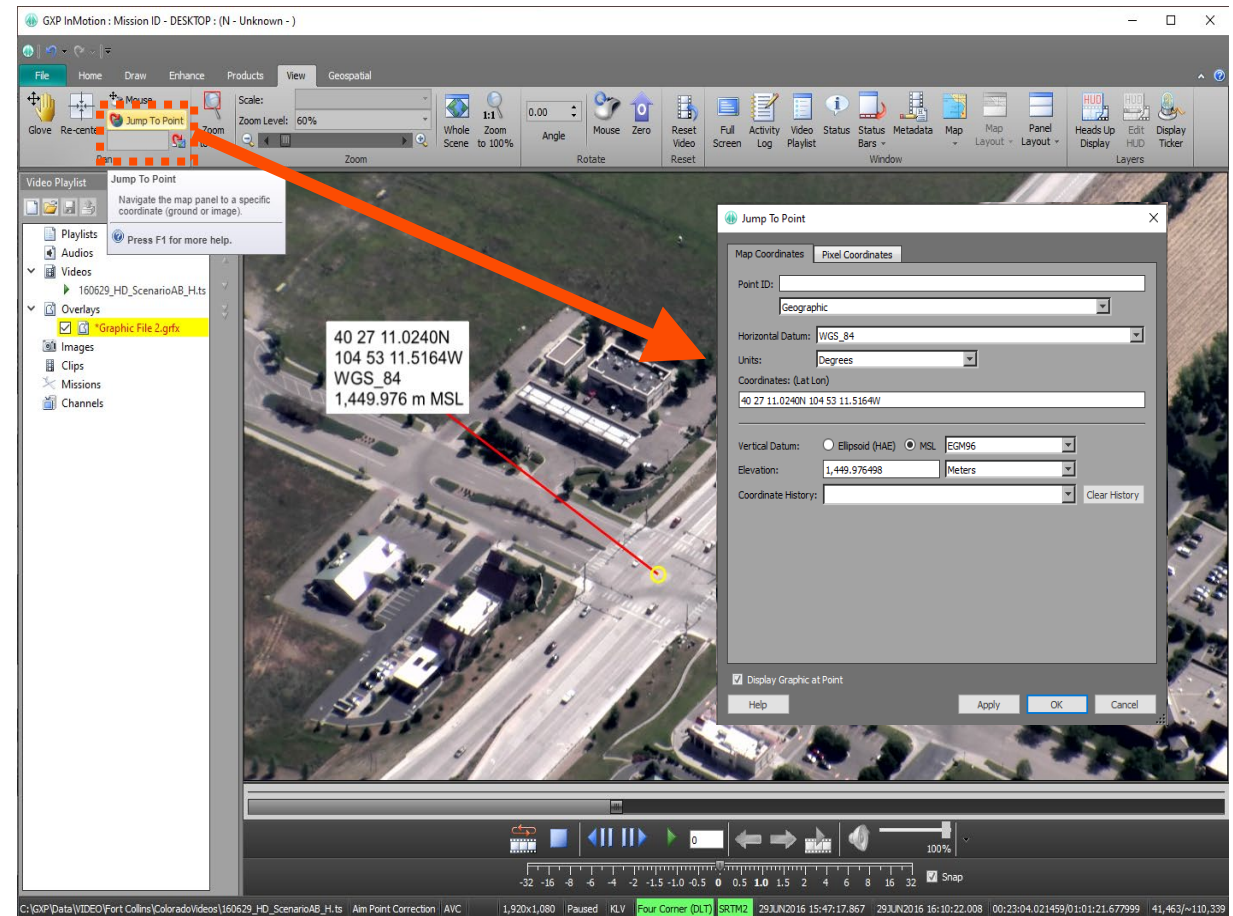 GXP InMotion : Mission ID - DESKTOP : (N - Unknown - )
File Home Draw Enhance Products View Geospatial
Glove
Re-cente
Mouse
Jump To Point
Pan
Zoom
to
Scale:
Zoom Level: 60%
Whole Scene
1:1
Zoom to 100%
Zoom
0.00
Angle
Mouse
Zero
Rotate
Reset Video
Reset
Full Screen
Activity Log
Video Playlist
Status
Status Bars
Metadata
Map
Map Layout
Panel Layout
Window
HUD
Heads Up Display
HUD
Edit HUD
Display Ticker
Layers
Video Playlist
Jump To Point
Navigate the map panel to a specific
coordinate (ground or image).
Press F1 for more help.
Playlists
Audios
Videos
160629_HD_ScenarioAB_H.ts
Overlays
*Graphic File 2.grfx
Images
Clips
Missions
Channels
40 27 11.0240N
104 53 11.5164W
WGS_84
1,449.976 m MSL
Jump To Point
Map Coordinates Pixel Coordinates
Point ID:
Geographic
Horizontal Datum: WGS_84
Units: Degrees
Coordinates: (Lat Lon)
40 27 11.0240N 104 53 11.5164W
Vertical Datum: Ellipsoid (HAE) MSL EGM96
Elevation: 1,449.976498 Meters
Coordinate History: Clear History
Display Graphic at Point
Help Apply OK Cancel
0
100%
-32 -16 -8 -6 -4 -2 -1.5 -1.0 -0.5 0 0.5 1.0 1.5 2 4 6 8 16 32 Snap
C:\GXP\Data\VIDEO\Fort Collins\ColoradoVideos\160629_HD_ScenarioAB_H.ts Aim Point Correction AVC 1,920x1,080 Paused KLV Four Corner (DLT) SRTM2 29JUN2016 15:47:17.867 29JUN2016 16:10:22.008 00:23:04.021459/01:01:21.677999 41,463/~110,339